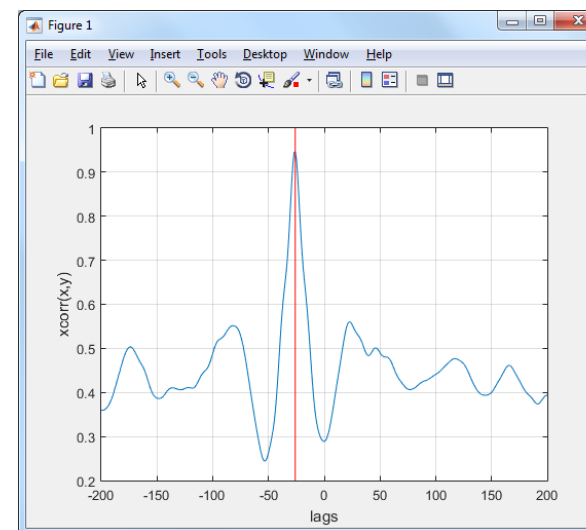 Figure 1
File Edit View Insert Tools Desktop Window Help
1
0.9
0.8
0.7
0.6
0.5
0.4
0.3
0.2
xcorr(x,y)
-200 -150 -100 -50 0 50 100 150 200
lags